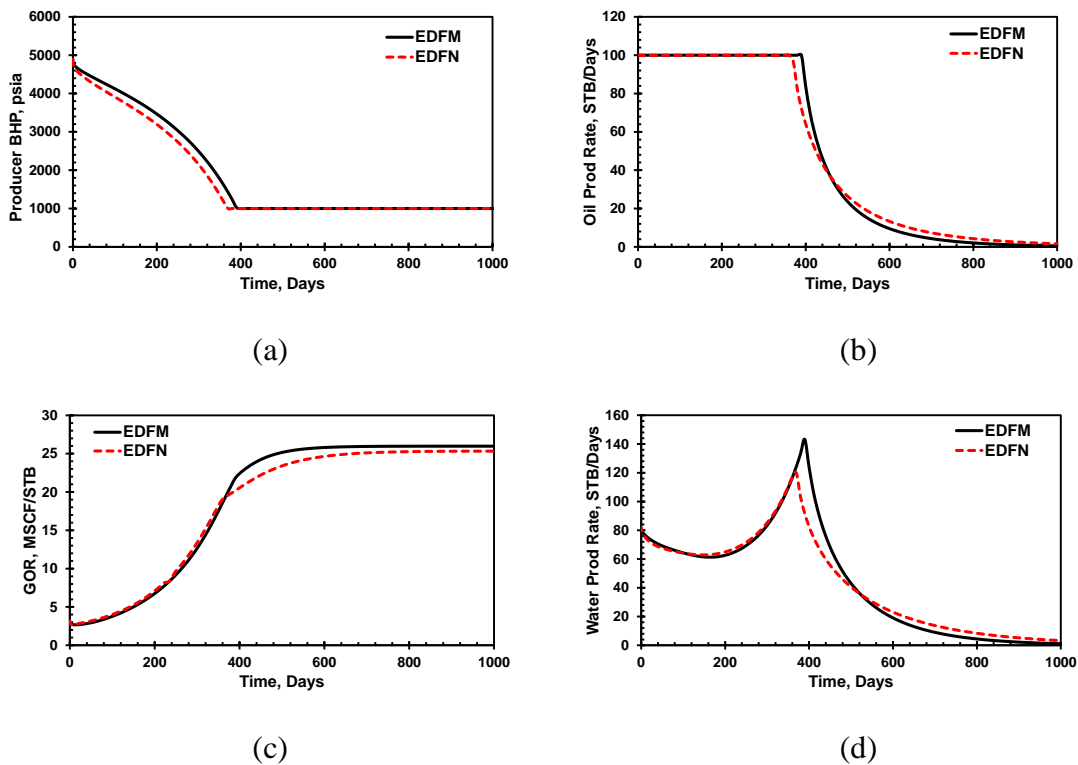 6000
5000
4000
3000
2000
1000
0
Producer BHP, psia
EDFM
EDFN
0 200 400 600 800 1000
Time, Days
(a)
120
100
80
60
40
20
0
Oil Prod Rate, STB/Days
EDFM
EDFN
0 200 400 600 800 1000
Time, Days
(b)
30
25
20
15
10
5
0
GOR, MSCF/STB
EDFM
EDFN
0 200 400 600 800 1000
Time, Days
(c)
160
140
120
100
80
60
40
20
0
Water Prod Rate, STB/Days
EDFM
EDFN
0 200 400 600 800 1000
Time, Days
(d)